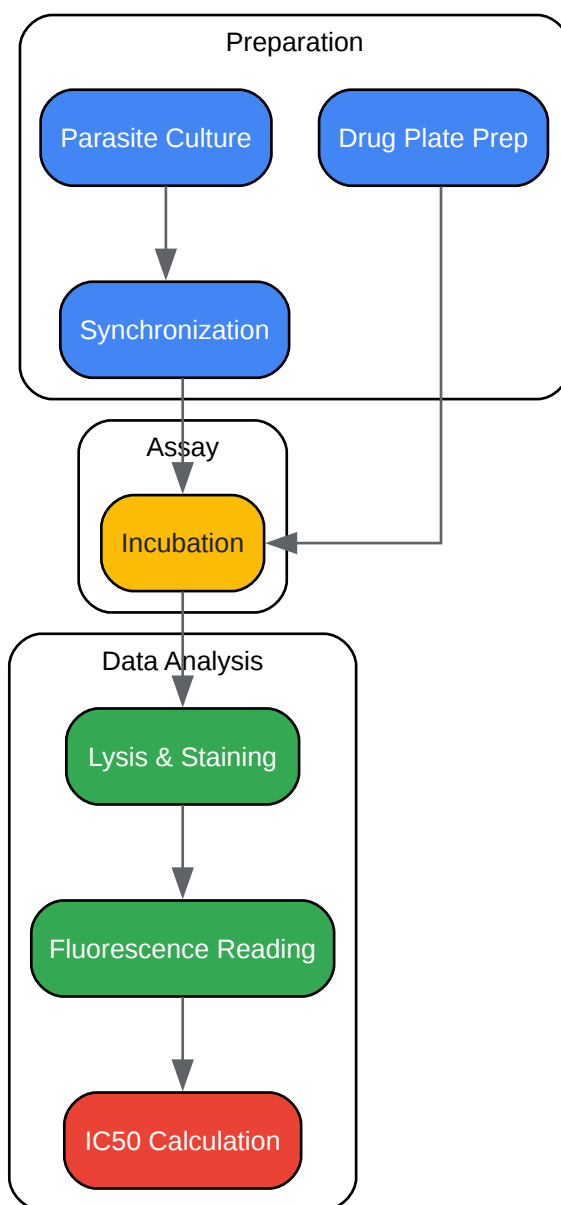 Preparation
Parasite Culture
Drug Plate Prep
Synchronization
Assay
Incubation
Data Analysis
Lysis & Staining
Fluorescence Reading
IC50 Calculation